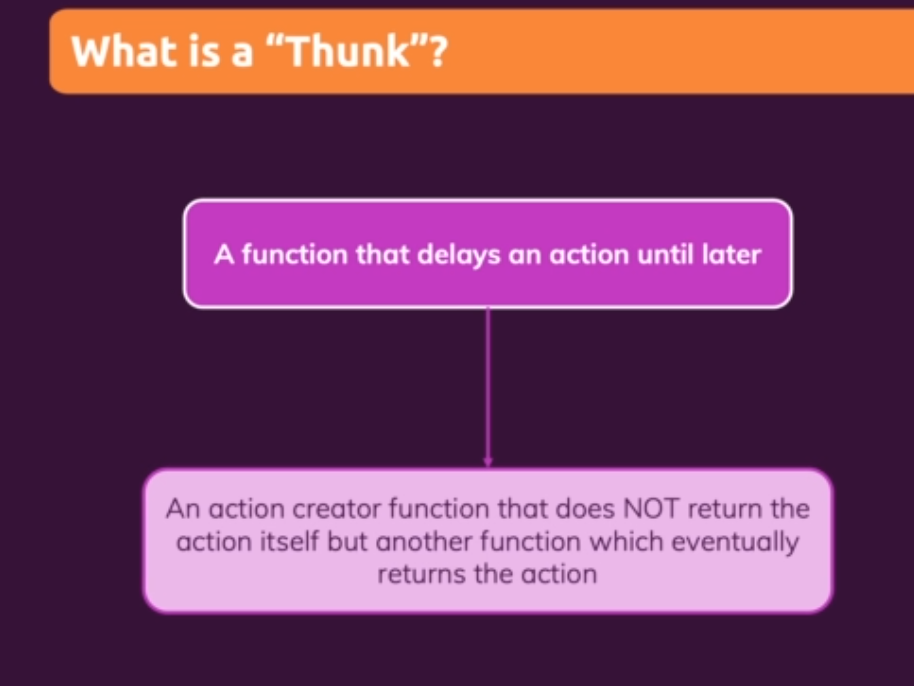 What is a “Thunk”?
A function that delays an action until later
An action creator function that does NOT return the
action itself but another function which eventually
returns the action